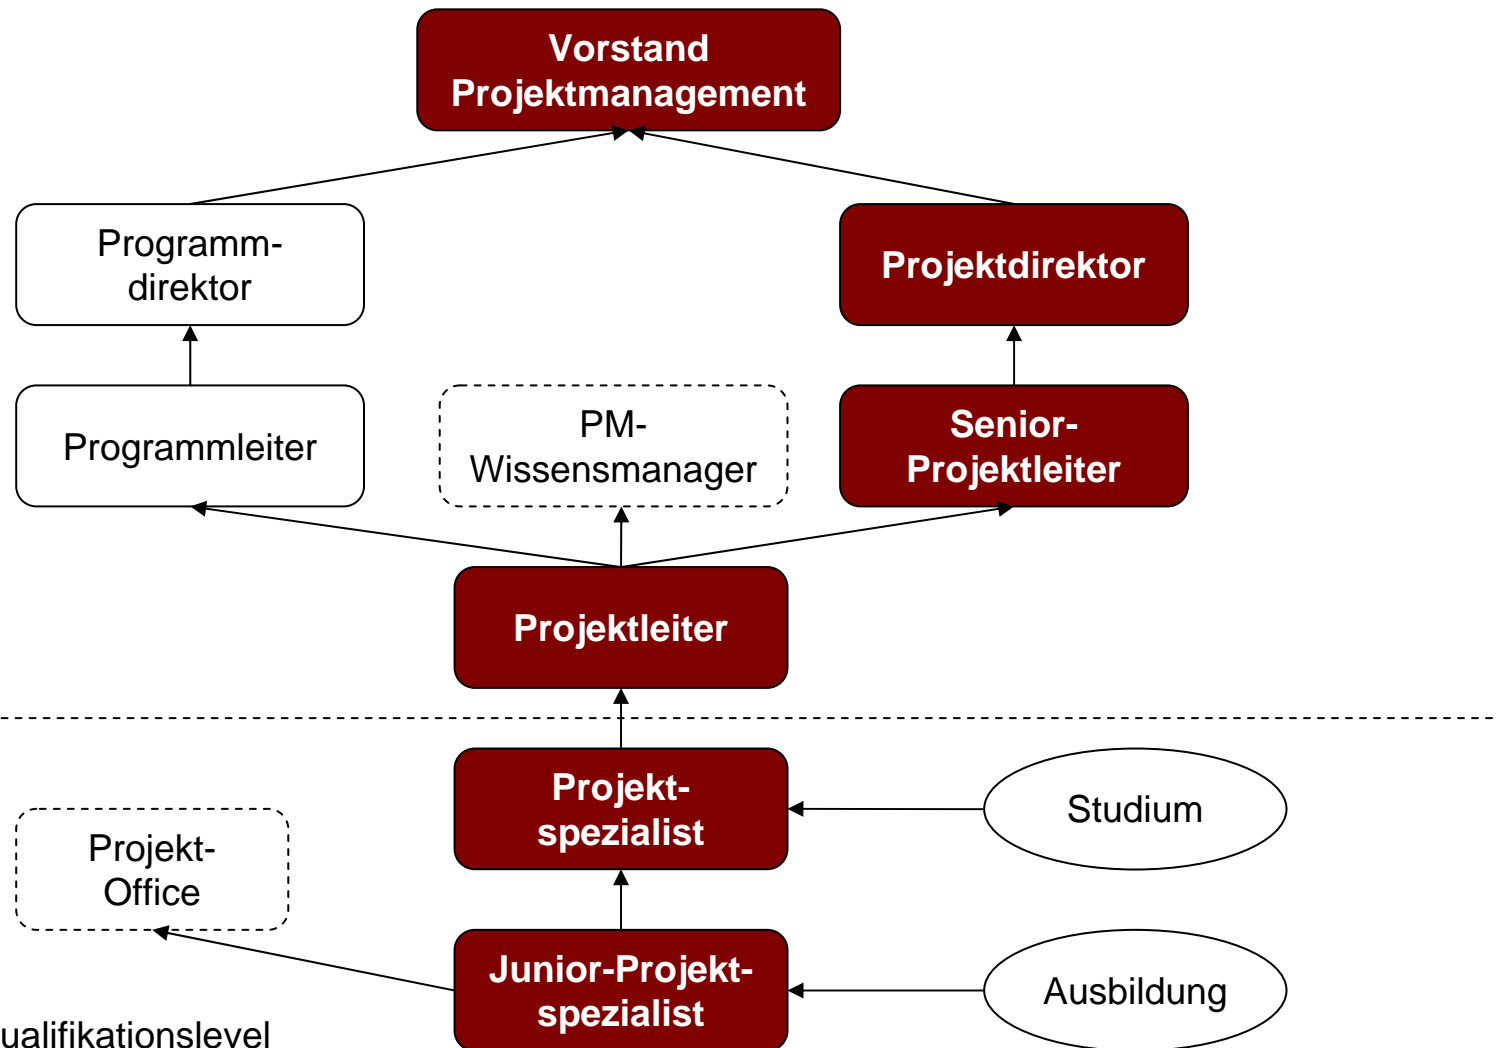 Vorstand
Projektmanagement
Programm-
direktor
Projektdirektor
Programmleiter
PM-
Wissensmanager
Senior-
Projektleiter
Projektleiter
Projekt-
spezialist
Studium
Projekt-
Office
Junior-Projekt-
spezialist
Ausbildung
ualifikationslevel